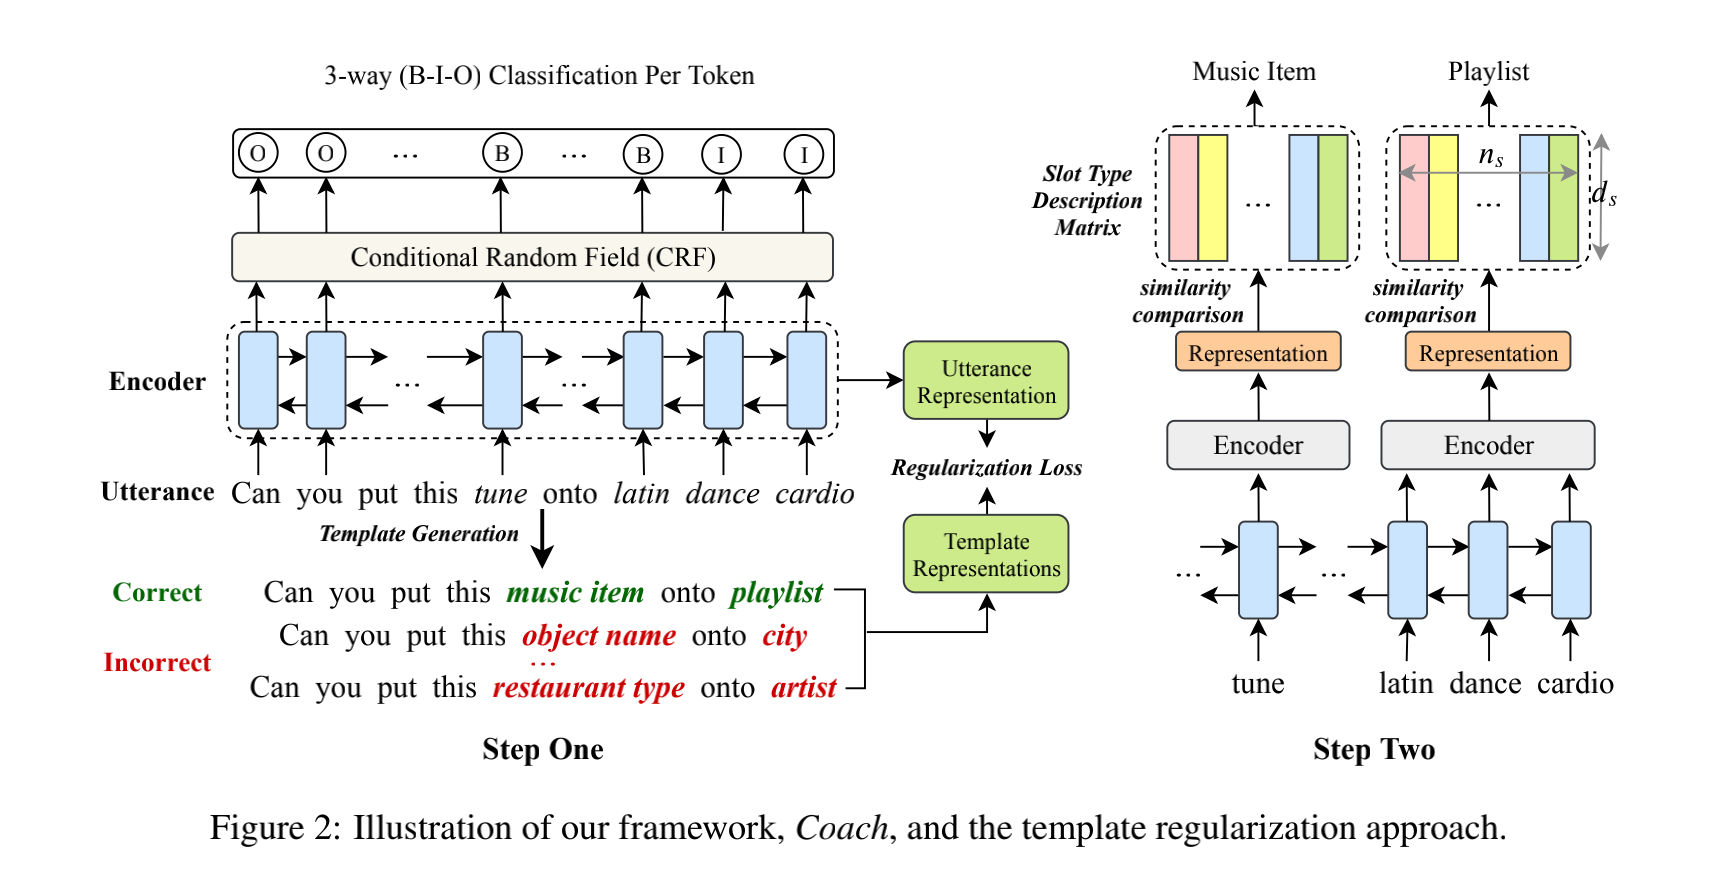 3-way (B-I-O) Classification Per Token
O O ... B ... B I I
Conditional Random Field (CRF)
Encoder
... ...
Utterance Can you put this tune onto latin dance cardio
Template Generation
Correct Can you put this music item onto playlist
Can you put this object name onto city
Incorrect
...
Can you put this restaurant type onto artist
Utterance
Representation
Regularization Loss
Template
Representations
Step One
Music Item
Playlist
Slot Type
Description
Matrix
...
...
n_s
d_s
similarity
comparison
similarity
comparison
Representation
Representation
Encoder
Encoder
... ...
tune
latin dance cardio
Step Two
Figure 2: Illustration of our framework, Coach, and the template regularization approach.